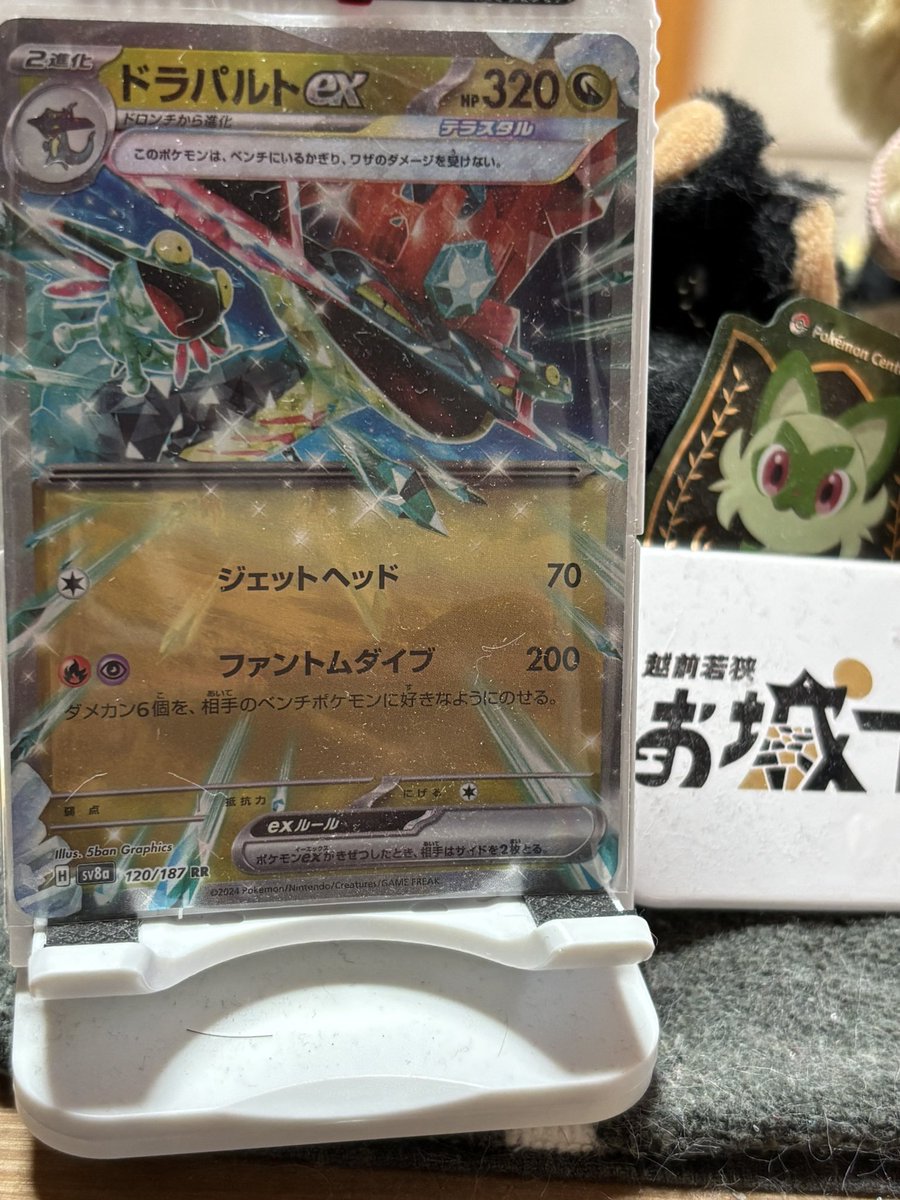 2進化
ドラパルトex
HP 320
ドロンチから進化
テラスタル
このポケモンは、ベンチにいるかぎり、ワザのダメージを受けない。
ジェットヘッド 70
ファントムダイブ 200
ダメカン6個を、相手のベンチポケモンに好きなようにのせる。
弱点 抵抗力 にげる
exルール
ポケモンexがきぜつしたとき、相手はサイドを2枚とる。
Illus. 5ban Graphics
H sv8a 120/187 RR
©2024 Pokémon/Nintendo/Creatures/GAME FREAK
Pokémon Cent
越前若狭
お城